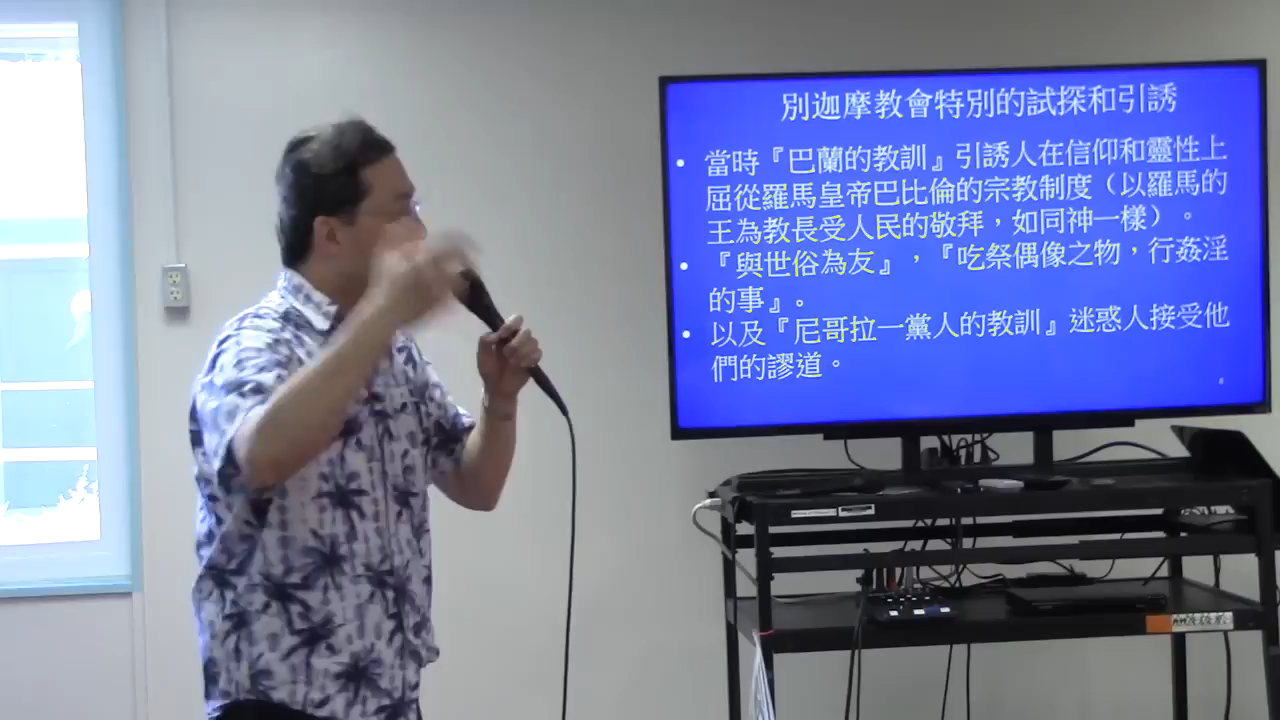 別迦摩教會特別的試探和引誘
• 當時『巴蘭的教訓』引誘人在信仰和靈性上
屈從羅馬皇帝巴比倫的宗教制度（以羅馬的
王為教長受人民的敬拜，如同神一樣）。
• 『與世俗為友』，『吃祭偶像之物，行姦淫
的事』。
• 以及『尼哥拉一黨人的教訓』迷惑人接受他
們的謬道。